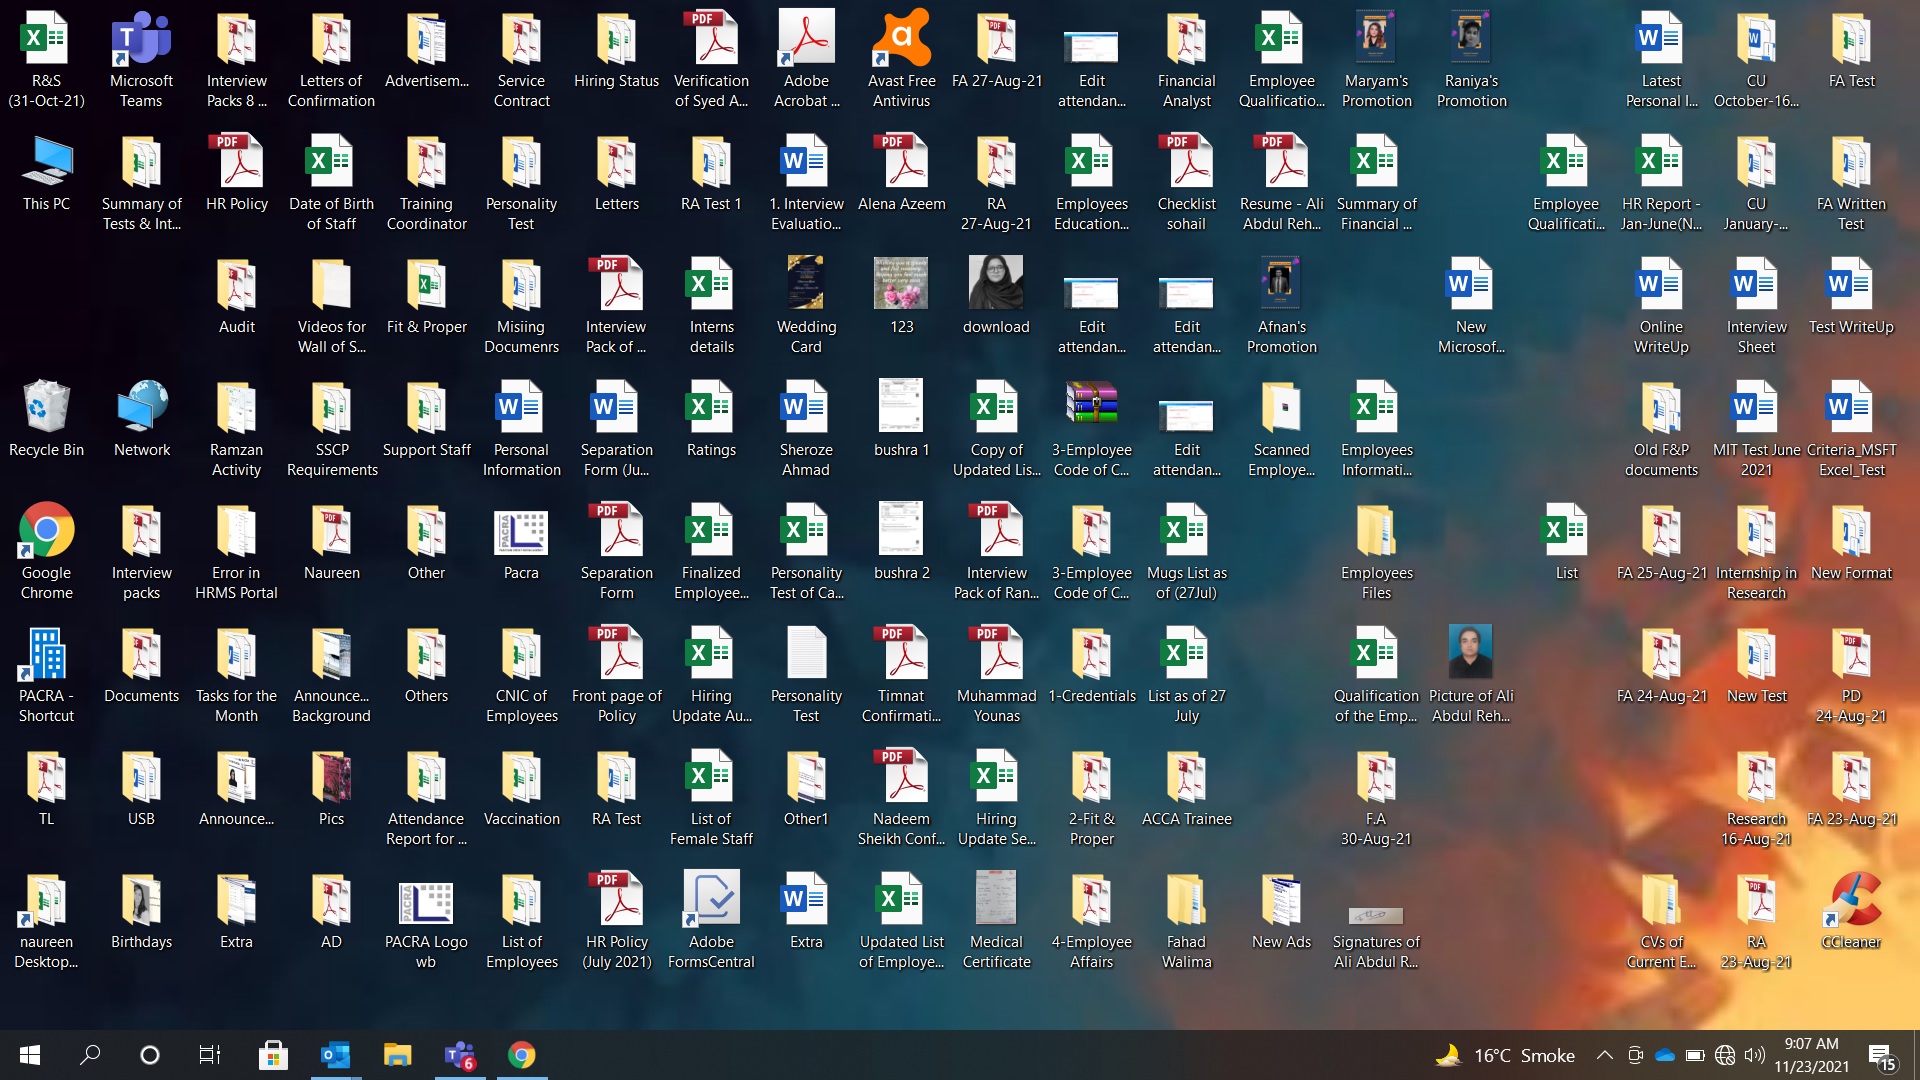 R&S
(31-Oct-21)
Microsoft
Teams
Interview
Packs 8 ...
Letters of
Confirmation
Advertisem...
Service
Contract
Hiring Status
Verification
of Syed A...
Adobe
Acrobat ...
Avast Free
Antivirus
FA 27-Aug-21
Edit
attendan...
Financial
Analyst
Employee
Qualificatio...
Maryam's
Promotion
Raniya's
Promotion
Latest
Personal I...
CU
October-16...
FA Test
This PC
Summary of
Tests & Int...
HR Policy
Date of Birth
of Staff
Training
Coordinator
Personality
Test
Letters
RA Test 1
1. Interview
Evaluatio...
Alena Azeem
RA
27-Aug-21
Employees
Education...
Checklist
sohail
Resume - Ali
Abdul Reh...
Summary of
Financial ...
Employee
Qualificati...
HR Report -
Jan-June(N...
CU
January-...
FA Written
Test
Audit
Videos for
Wall of S...
Fit & Proper
Misiing
Documenrs
Interview
Pack of ...
Interns
details
Wedding
Card
123
download
Edit
attendan...
Edit
attendan...
Afnan's
Promotion
New
Microsof...
Online
WriteUp
Interview
Sheet
Test WriteUp
Recycle Bin
Network
Ramzan
Activity
SSCP
Requirements
Support Staff
Personal
Information
Separation
Form (Ju...
Ratings
Sheroze
Ahmad
bushra 1
Copy of
Updated Lis...
3-Employee
Code of C...
Edit
attendan...
Scanned
Employe...
Employees
Informati...
Old F&P
documents
MIT Test June
2021
Criteria_MSFT
Excel_Test
Google
Chrome
Interview
packs
Error in
HRMS Portal
Naureen
Other
Pacra
Separation
Form
Finalized
Employee...
Personality
Test of Ca...
bushra 2
Interview
Pack of Ran...
3-Employee
Code of C...
Mugs List as
of (27Jul)
Employees
Files
List
FA 25-Aug-21
Internship in
Research
New Format
PACRA -
Shortcut
Documents
Tasks for the
Month
Announce...
Background
Others
CNIC of
Employees
Front page of
Policy
Hiring
Update Au...
Personality
Test
Timnat
Confirmati...
Muhammad
Younas
1-Credentials
List as of 27
July
Qualification
of the Emp...
Picture of Ali
Abdul Reh...
FA 24-Aug-21
New Test
PD
24-Aug-21
TL
USB
Announce...
Pics
Attendance
Report for ...
Vaccination
RA Test
List of
Female Staff
Other1
Nadeem
Sheikh Conf...
Hiring
Update Se...
2-Fit &
Proper
ACCA Trainee
F.A
30-Aug-21
Research
16-Aug-21
FA 23-Aug-21
naureen
Desktop...
Birthdays
Extra
AD
PACRA Logo
wb
List of
Employees
HR Policy
(July 2021)
Adobe
FormsCentral
Extra
Updated List
of Employe...
Medical
Certificate
4-Employee
Affairs
Fahad
Walima
New Ads
Signatures of
Ali Abdul R...
CVs of
Current E...
RA
23-Aug-21
CCleaner
6
16°C Smoke
9:07 AM
11/23/2021
15